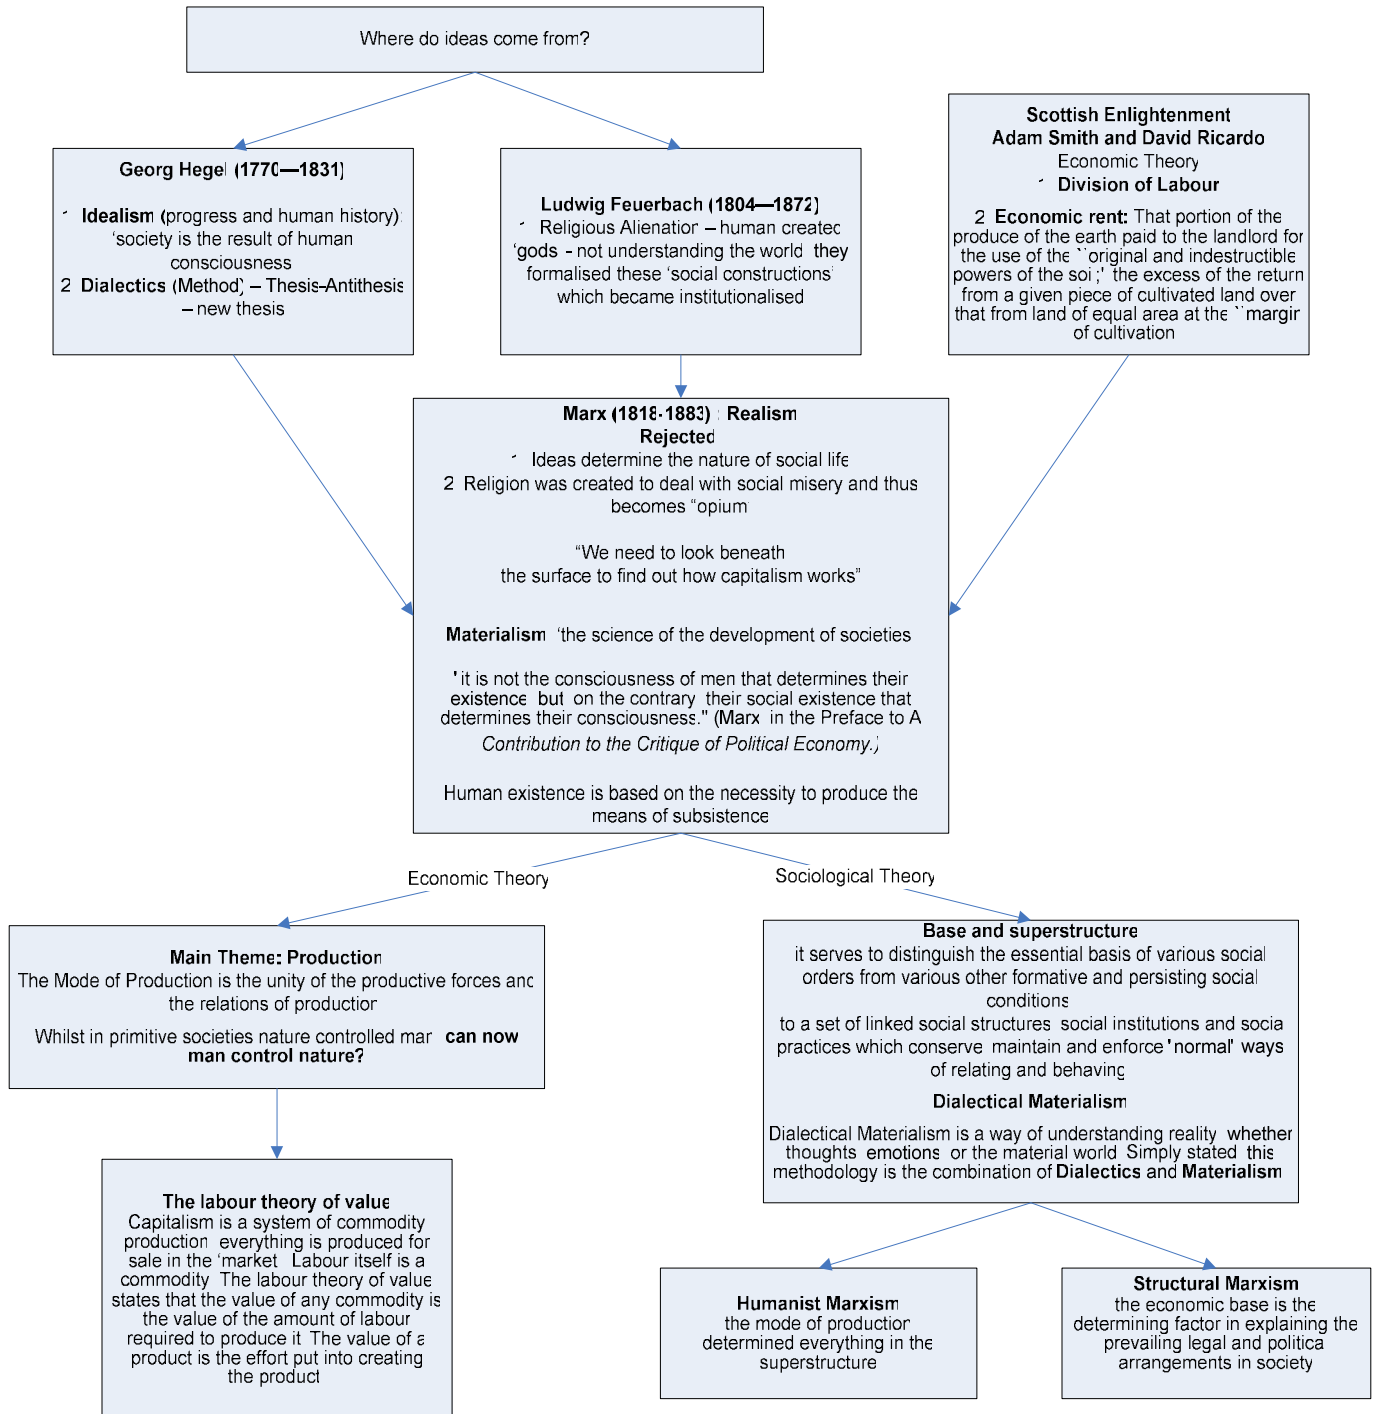 Where do ideas come from?
Georg Hegel (1770—1831)
Idealism (progress and human history):
‘society is the result of human
consciousness
2 Dialectics (Method) – Thesis–Antithesis
– new thesis
Ludwig Feuerbach (1804—1872)
Religious Alienation – human created
‘gods - not understanding the world they
formalised these ‘social constructions’
which became institutionalised
Scottish Enlightenment
Adam Smith and David Ricardo
Economic Theory
Division of Labour
2 Economic rent: That portion of the
produce of the earth paid to the landlord for
the use of the ``original and indestructible
powers of the soi ;' the excess of the return
from a given piece of cultivated land over
that from land of equal area at the ``margin
of cultivation
Marx (1818-1883) : Realism
Rejected
Ideas determine the nature of social life
2 Religion was created to deal with social misery and thus
becomes “opium
“We need to look beneath
the surface to find out how capitalism works”
Materialism ‘the science of the development of societies
'it is not the consciousness of men that determines their
existence but on the contrary their social existence that
determines their consciousness." (Marx in the Preface to A
Contribution to the Critique of Political Economy.)
Human existence is based on the necessity to produce the
means of subsistence
Economic Theory
Sociological Theory
Main Theme: Production
The Mode of Production is the unity of the productive forces and
the relations of production
Whilst in primitive societies nature controlled man can now
man control nature?
Base and superstructure
it serves to distinguish the essential basis of various social
orders from various other formative and persisting social
conditions
to a set of linked social structures social institutions and socia
practices which conserve maintain and enforce 'normal' ways
of relating and behaving
Dialectical Materialism
Dialectical Materialism is a way of understanding reality whether
thoughts emotions or the material world Simply stated this
methodology is the combination of Dialectics and Materialism
The labour theory of value
Capitalism is a system of commodity
production everything is produced for
sale in the ‘market Labour itself is a
commodity The labour theory of value
states that the value of any commodity is
the value of the amount of labour
required to produce it The value of a
product is the effort put into creating
the product
Humanist Marxism
the mode of production
determined everything in the
superstructure
Structural Marxism
the economic base is the
determining factor in explaining the
prevailing legal and politica
arrangements in society